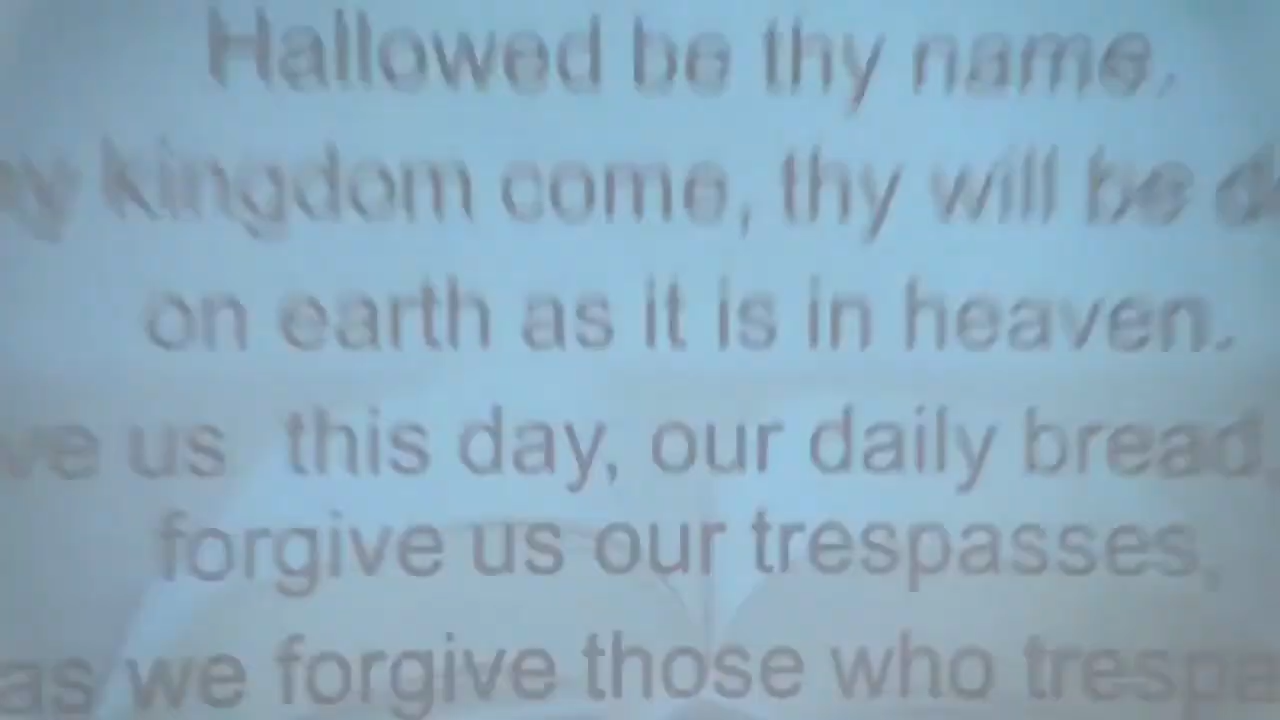 Hallowed be thy name.
y kingdom come, thy will be d
on earth as it is in heaven.
ve us this day, our daily bread,
forgive us our trespasses,
as we forgive those who trespa